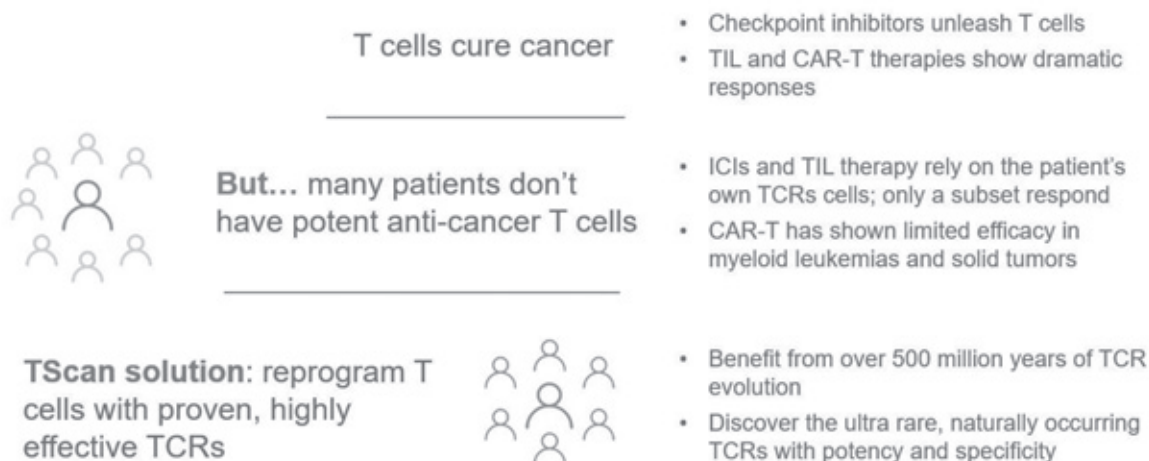 T cells cure cancer
• Checkpoint inhibitors unleash T cells
• TIL and CAR-T therapies show dramatic
responses
But... many patients don't
have potent anti-cancer T cells
• ICIs and TIL therapy rely on the patient's
own TCRs cells; only a subset respond
• CAR-T has shown limited efficacy in
myeloid leukemias and solid tumors
TScan solution: reprogram T
cells with proven, highly
effective TCRs
• Benefit from over 500 million years of TCR
evolution
• Discover the ultra rare, naturally occurring
TCRs with potency and specificity